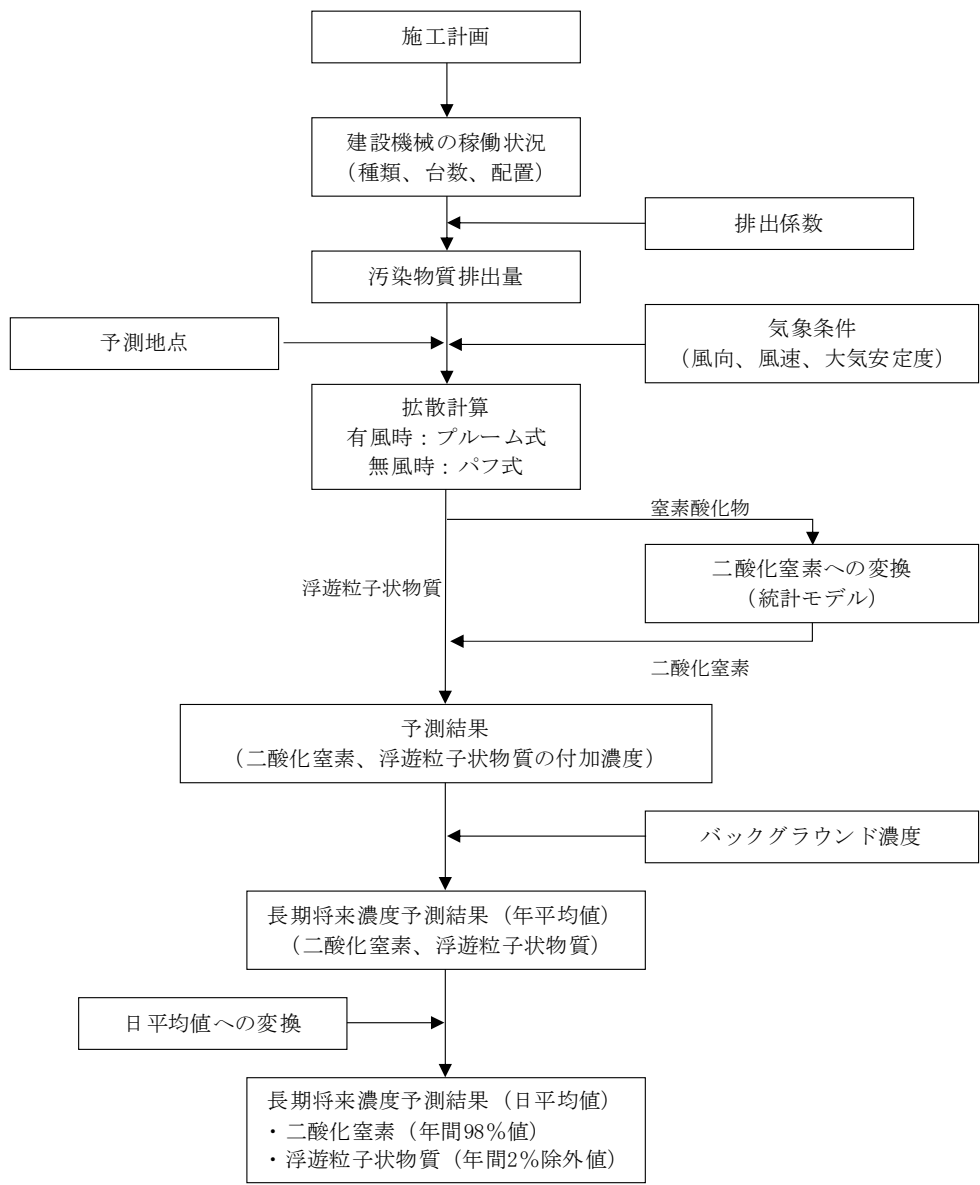 施工計画
建設機械の稼働状況
（種類、台数、配置）
排出係数
汚染物質排出量
予測地点
気象条件
（風向、風速、大気安定度）
拡散計算
有風時：プルーム式
無風時：パフ式
窒素酸化物
二酸化窒素への変換
（統計モデル）
浮遊粒子状物質
二酸化窒素
予測結果
（二酸化窒素、浮遊粒子状物質の付加濃度）
バックグラウンド濃度
長期将来濃度予測結果（年平均値）
（二酸化窒素、浮遊粒子状物質）
日平均値への変換
長期将来濃度予測結果（日平均値）
・二酸化窒素（年間98％値）
・浮遊粒子状物質（年間2％除外値）